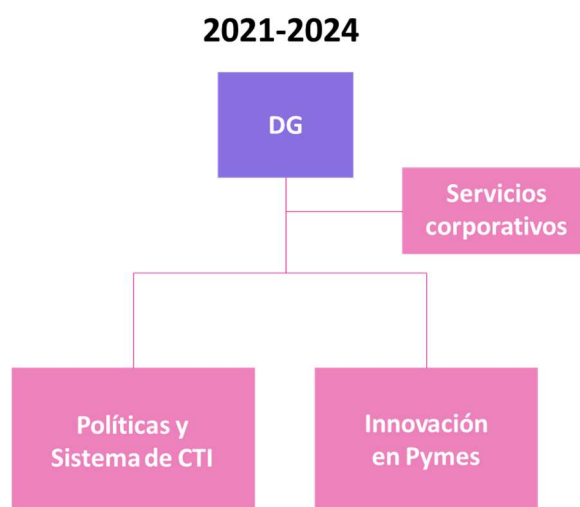 2021-2024
DG
Servicios
corporativos
Políticas y
Sistema de CTI
Innovación
en Pymes